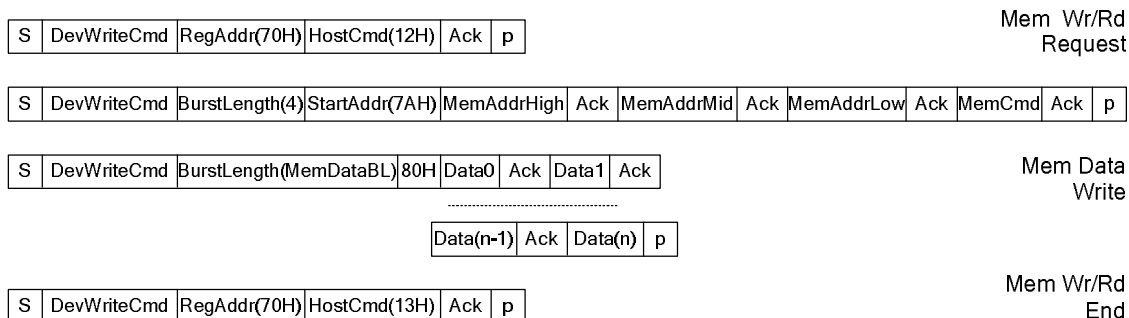 Mem Wr/Rd
Request
S DevWriteCmd RegAddr(70H) HostCmd(12H) Ack p
S DevWriteCmd BurstLength(4) StartAddr(7AH) MemAddrHigh Ack MemAddrMid Ack MemAddrLow Ack MemCmd Ack p
Mem Data
Write
S DevWriteCmd BurstLength(MemDataBL) 80H Data0 Ack Data1 Ack
Data(n-1) Ack Data(n) p
Mem Wr/Rd
End
S DevWriteCmd RegAddr(70H) HostCmd(13H) Ack p